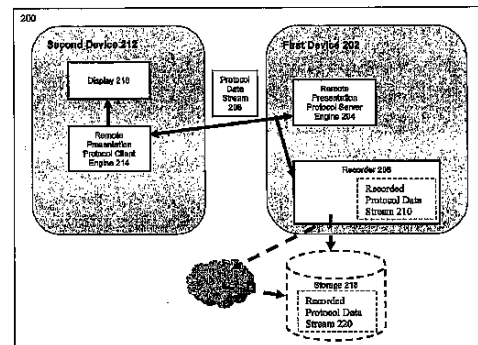 200
Second Device 212
Display 218
Remote
Presentation
Protocol Client
Engine 214
Protocol
Data
Stream
206
First Device 202
Remote
Presentation
Protocol Server
Engine 204
Recorder 208
Recorded
Protocol Data
Stream 210
Storage 218
Recorded
Protocol Data
Stream 220